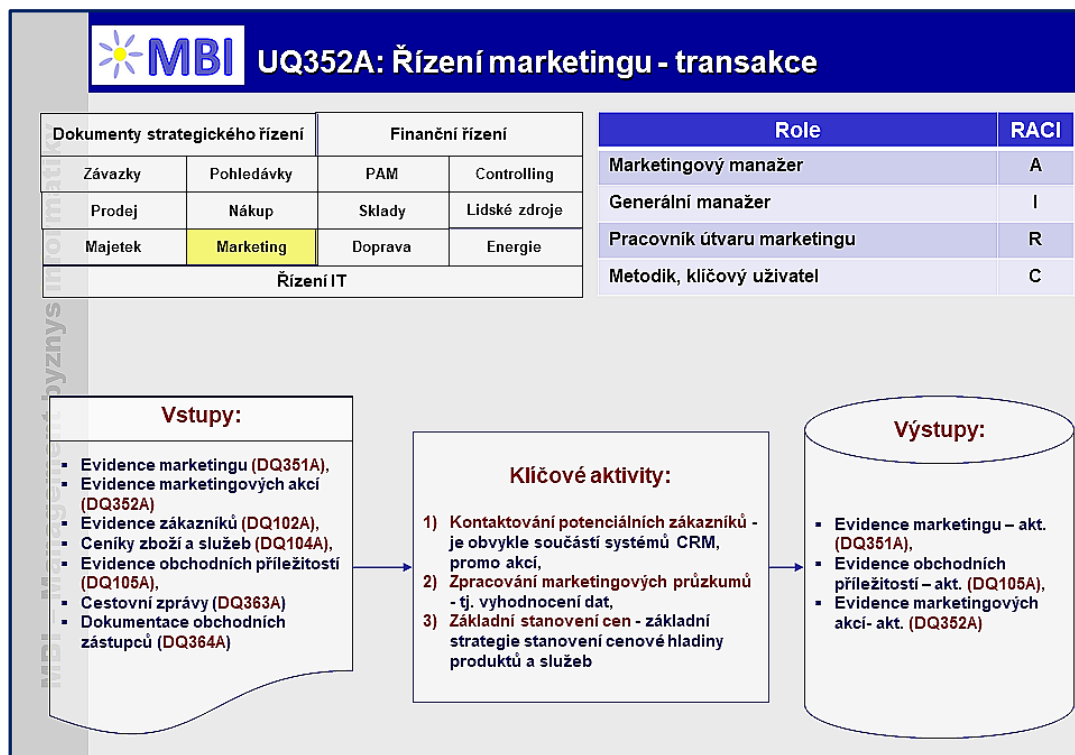 MBI
UQ352A: Řízení marketingu - transakce
Dokumenty strategického řízení
Finanční řízení
Závazky
Pohledávky
PAM
Controlling
Prodej
Nákup
Sklady
Lidské zdroje
Majetek
Marketing
Doprava
Energie
Řízení IT
Role
RACI
Marketingový manažer
A
Generální manažer
I
Pracovník útvaru marketingu
R
Metodik, klíčový uživatel
C
MBI – Management byznys informatiky
Vstupy:
▪ Evidence marketingu (DQ351A),
▪ Evidence marketingových akcí
(DQ352A)
▪ Evidence zákazníků (DQ102A),
▪ Ceníky zboží a služeb (DQ104A),
▪ Evidence obchodních příležitostí
(DQ105A),
▪ Cestovní zprávy (DQ363A)
▪ Dokumentace obchodních
zástupců (DQ364A)
Klíčové aktivity:
1) Kontaktování potenciálních zákazníků -
je obvykle součástí systémů CRM,
promo akcí,
2) Zpracování marketingových průzkumů
- tj. vyhodnocení dat,
3) Základní stanovení cen - základní
strategie stanovení cenové hladiny
produktů a služeb
Výstupy:
▪ Evidence marketingu – akt.
(DQ351A),
▪ Evidence obchodních
příležitostí – akt. (DQ105A),
▪ Evidence marketingových
akcí- akt. (DQ352A)